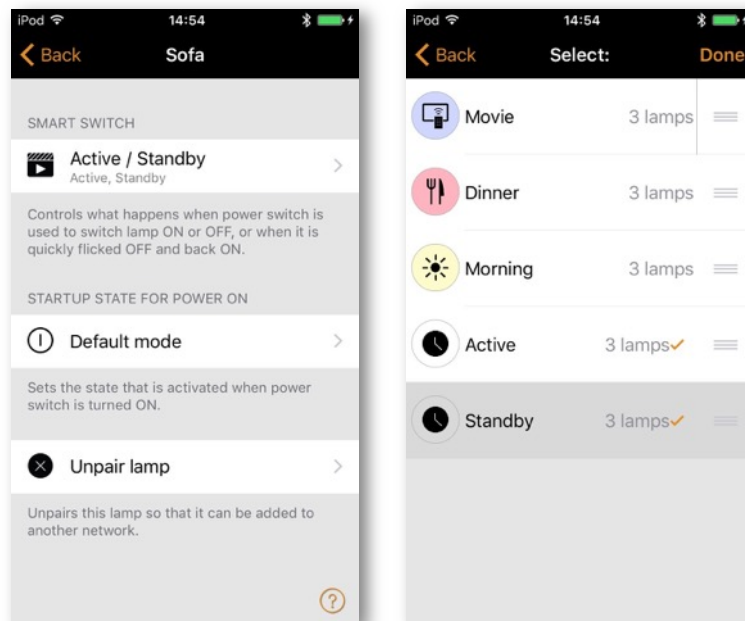 iPod 14:54
Back Sofa
SMART SWITCH
Active / Standby
Active, Standby
Controls what happens when power switch is
used to switch lamp ON or OFF, or when it is
quickly flicked OFF and back ON.
STARTUP STATE FOR POWER ON
Default mode
Sets the state that is activated when power
switch is turned ON.
Unpair lamp
Unpairs this lamp so that it can be added to
another network.
?
iPod 14:54
Back Select: Done
Movie 3 lamps
Dinner 3 lamps
Morning 3 lamps
Active 3 lamps
Standby 3 lamps